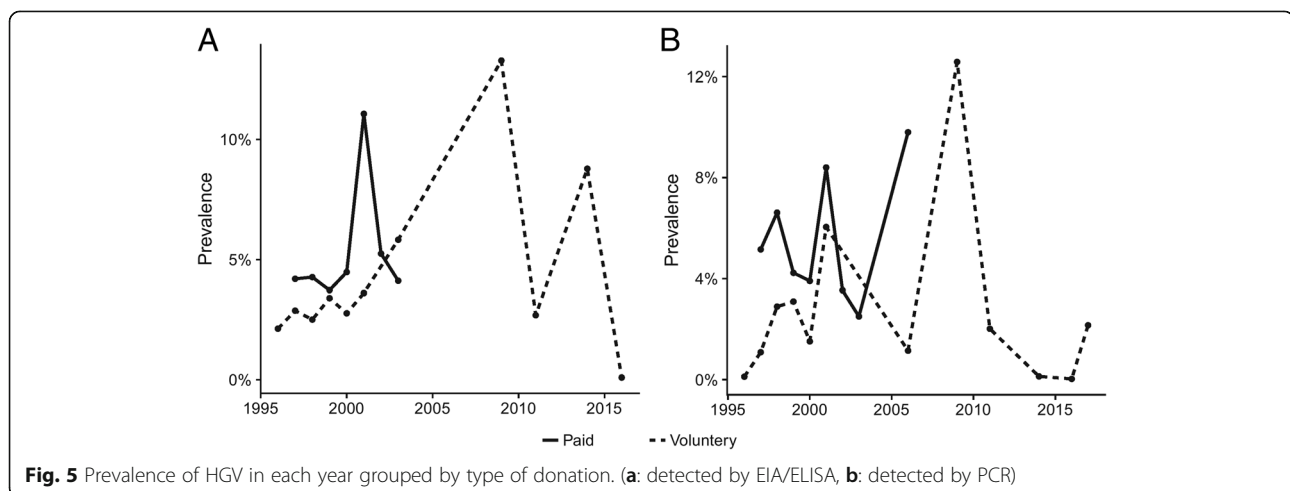 A
B
Prevalence
10%
5%
0%
1995
2000
2005
2010
2015
Prevalence
12%
8%
4%
0%
1995
2000
2005
2010
2015
Paid
Voluntery
Fig. 5 Prevalence of HGV in each year grouped by type of donation. (a: detected by EIA/ELISA, b: detected by PCR)